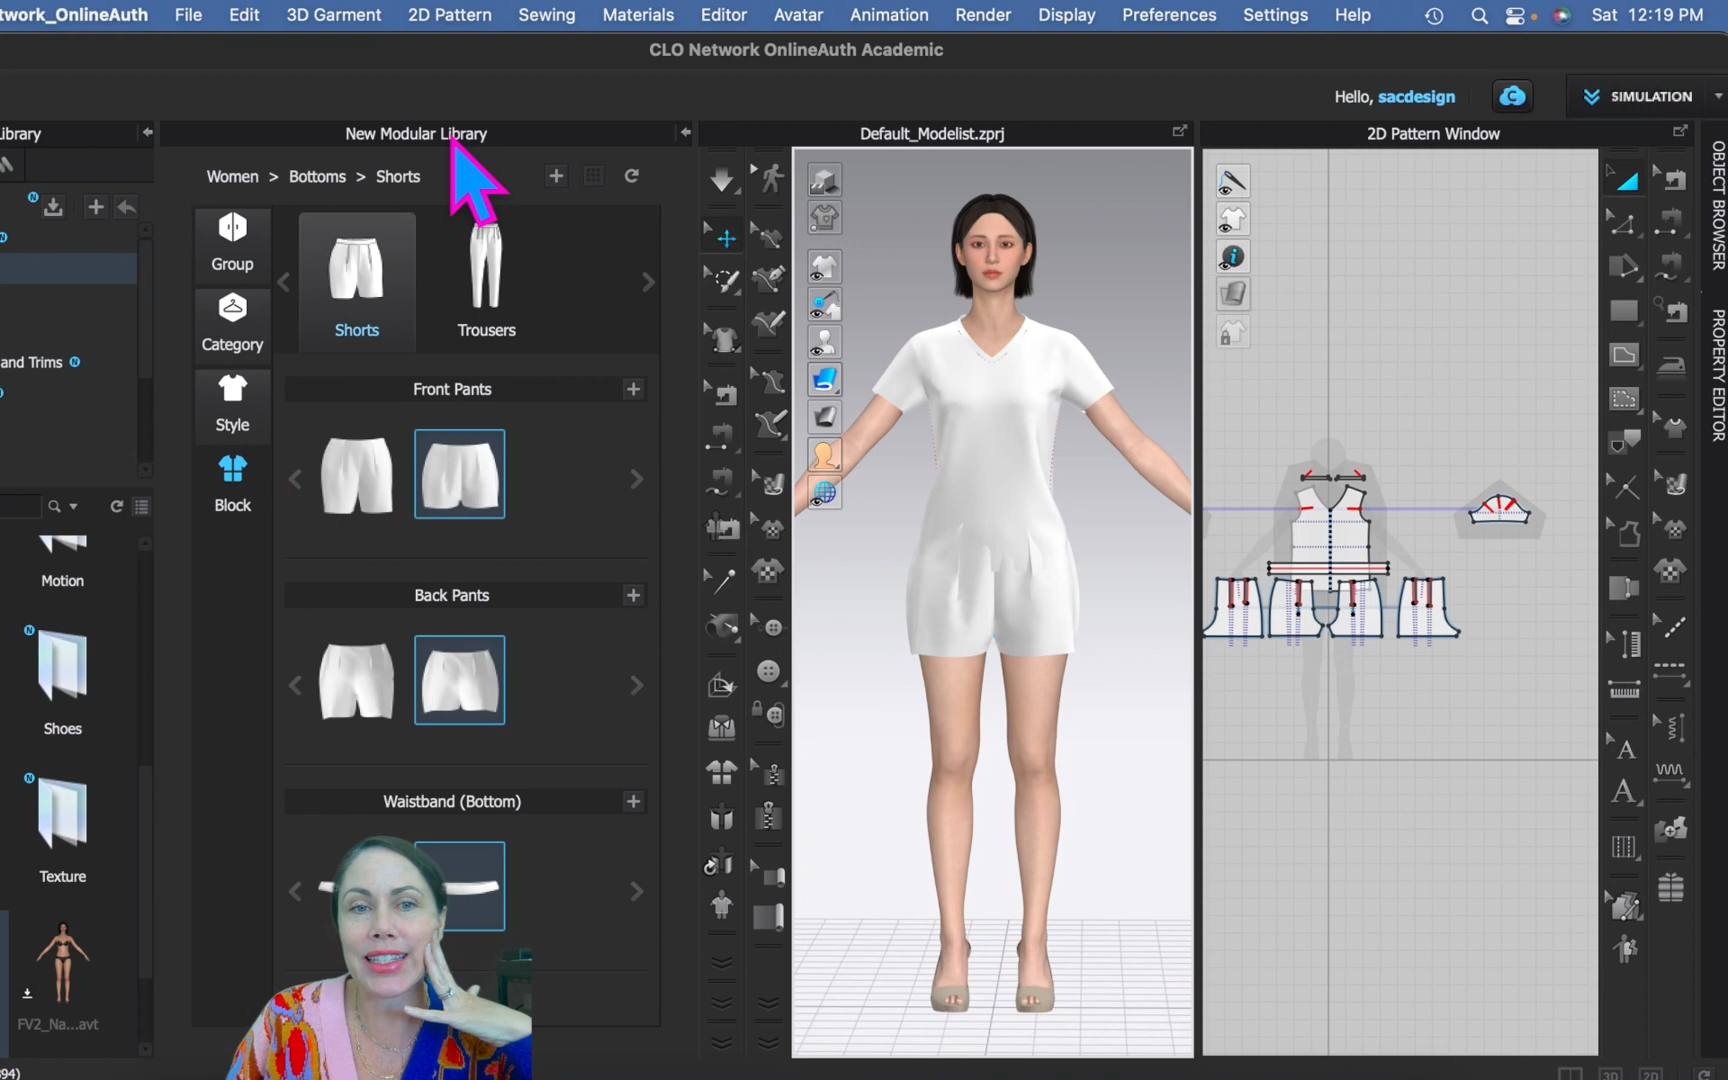 twork_OnlineAuth File Edit 3D Garment 2D Pattern Sewing Materials Editor Avatar Animation Render Display Preferences Settings Help Sat 12:19 PM
CLO Network OnlineAuth Academic
Hello, sacdesign
SIMULATION
ibrary
New Modular Library
Default_Modelist.zprj
2D Pattern Window
Women > Bottoms > Shorts
Group
Category
Style
Block
Shorts
Trousers
Front Pants
Back Pants
Waistband (Bottom)
and Trims
Motion
Shoes
Texture
FV2_Na...avt
394)
OBJECT BROWSER
PROPERTY EDITOR
3D
2D